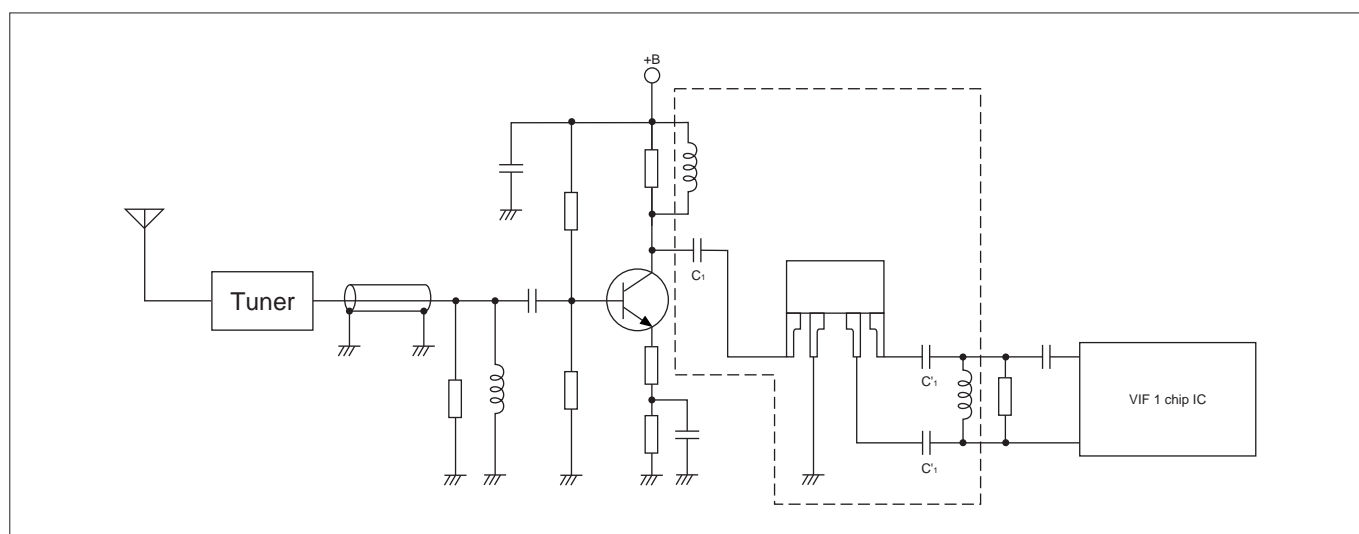 +B
C₁
Tuner
C'₁
VIF 1 chip IC
C'₁